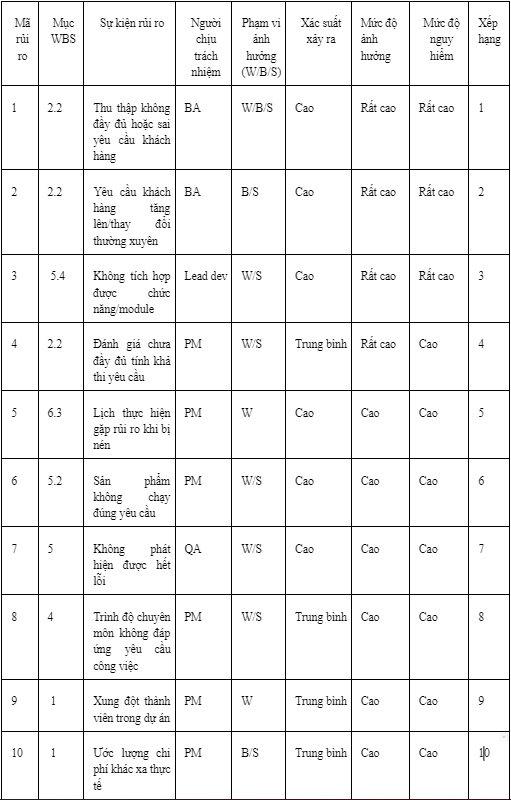 Mã rủi ro | Mục WBS | Sự kiện rủi ro | Người chịu trách nhiệm | Phạm vi ảnh hưởng (W/B/S) | Xác suất xảy ra | Mức độ ảnh hưởng | Mức độ nguy hiểm | Xếp hạng
1 | 2.2 | Thu thập không đầy đủ hoặc sai yêu cầu khách hàng | BA | W/B/S | Cao | Rất cao | Rất cao | 1
2 | 2.2 | Yêu cầu khách hàng tăng lên/thay đổi thường xuyên | BA | B/S | Cao | Rất cao | Rất cao | 2
3 | 5.4 | Không tích hợp được chức năng/module | Lead dev | W/S | Cao | Rất cao | Rất cao | 3
4 | 2.2 | Đánh giá chưa đầy đủ tính khả thi yêu cầu | PM | W/S | Trung bình | Rất cao | Cao | 4
5 | 6.3 | Lịch thực hiện gặp rủi ro khi bị nén | PM | W | Cao | Cao | Cao | 5
6 | 5.2 | Sản phẩm không chạy đúng yêu cầu | PM | W/S | Cao | Cao | Cao | 6
7 | 5 | Không phát hiện được hết lỗi | QA | W/S | Cao | Cao | Cao | 7
8 | 4 | Trình độ chuyên môn không đáp ứng yêu cầu công việc | PM | W/S | Trung bình | Cao | Cao | 8
9 | 1 | Xung đột thành viên trong dự án | PM | W | Trung bình | Cao | Cao | 9
10 | 1 | Ước lượng chi phí khác xa thực tế | PM | B/S | Trung bình | Cao | Cao | 10